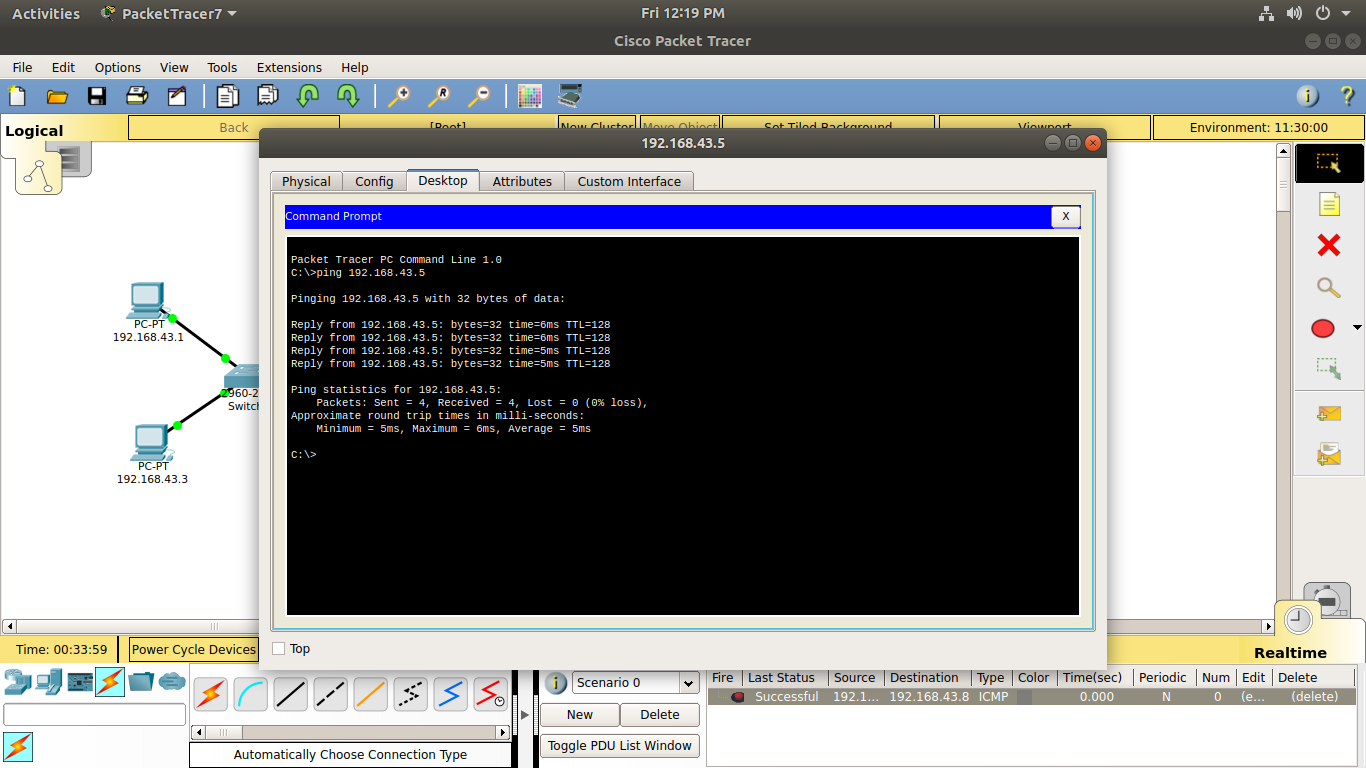 Activities PacketTracer7 Fri 12:19 PM
Cisco Packet Tracer
File Edit Options View Tools Extensions Help
Logical Back [Root] New Cluster Move Object Set Tiled Background Viewport Environment: 11:30:00
192.168.43.5
Physical Config Desktop Attributes Custom Interface
Command Prompt X
Packet Tracer PC Command Line 1.0
C:\>ping 192.168.43.5
Pinging 192.168.43.5 with 32 bytes of data:
Reply from 192.168.43.5: bytes=32 time=6ms TTL=128
Reply from 192.168.43.5: bytes=32 time=6ms TTL=128
Reply from 192.168.43.5: bytes=32 time=5ms TTL=128
Reply from 192.168.43.5: bytes=32 time=5ms TTL=128
Ping statistics for 192.168.43.5:
Packets: Sent = 4, Received = 4, Lost = 0 (0% loss),
Approximate round trip times in milli-seconds:
Minimum = 5ms, Maximum = 6ms, Average = 5ms
C:\>
Top
PC-PT
192.168.43.1
2960-2
Switc
PC-PT
192.168.43.3
Time: 00:33:59 Power Cycle Devices
Realtime
Automatically Choose Connection Type
Scenario 0
New Delete
Toggle PDU List Window
Fire Last Status Source Destination Type Color Time(sec) Periodic Num Edit Delete
Successful 192.1... 192.168.43.8 ICMP 0.000 N 0 (e... (delete)